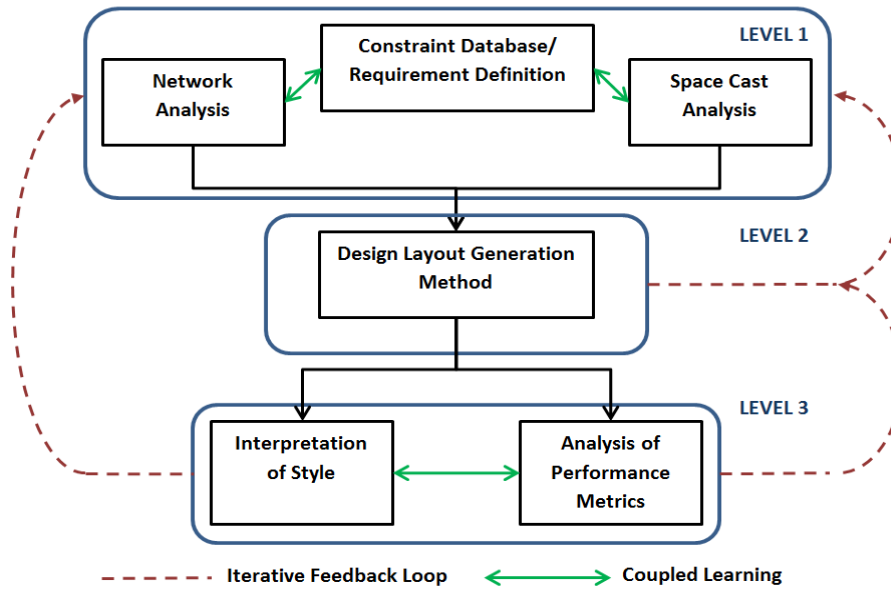 LEVEL 1
Constraint Database/
Requirement Definition
Network
Analysis
Space Cast
Analysis
LEVEL 2
Design Layout Generation
Method
LEVEL 3
Interpretation
of Style
Analysis of
Performance
Metrics
Iterative Feedback Loop
Coupled Learning